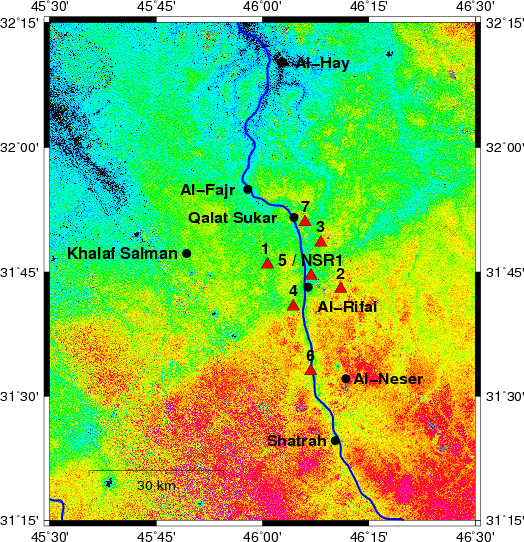 45°30' 45°45' 46°00' 46°15' 46°30'
32°15' 32°15'
Al-Hay
32°00' 32°00'
Al-Fajr
7
Qalat Sukar
3
Khalaf Salman 1 5 / NSR1
31°45' 2 31°45'
4
Al-Rifai
6
31°30' Al-Neser 31°30'
Shatrah
30 km
31°15' 31°15'
45°30' 45°45' 46°00' 46°15' 46°30'